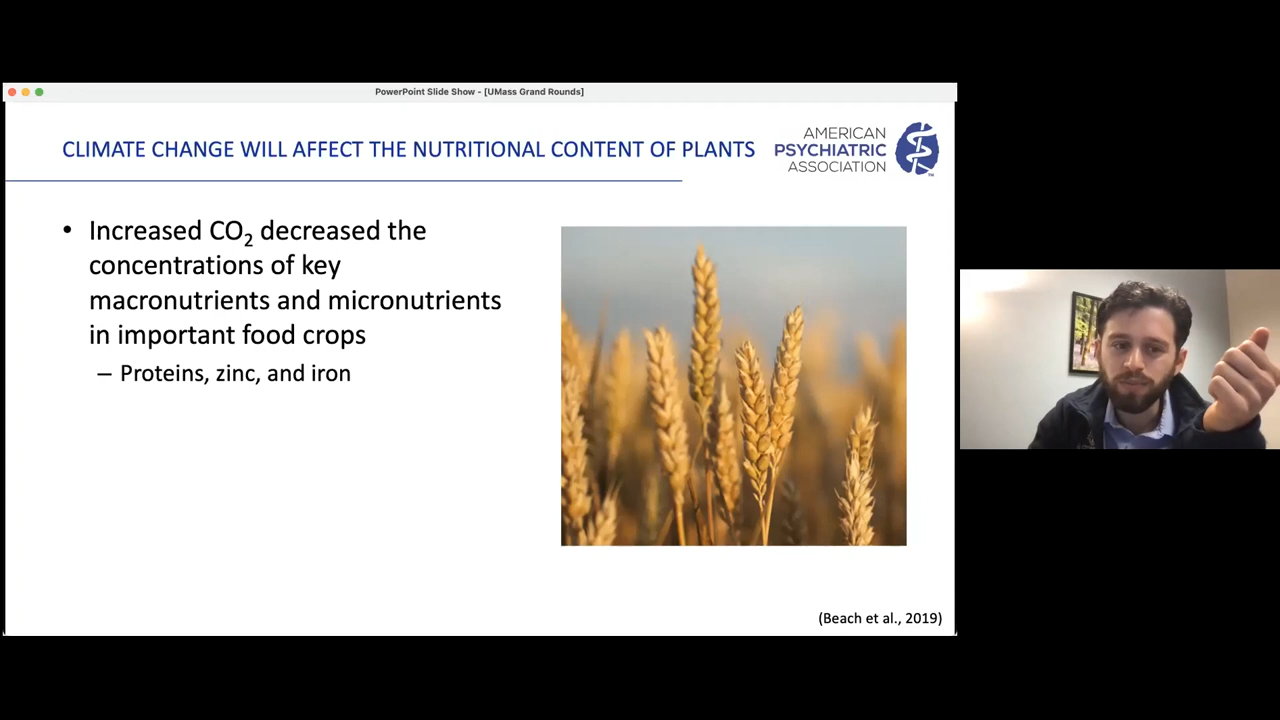 PowerPoint Slide Show - [UMass Grand Rounds]
CLIMATE CHANGE WILL AFFECT THE NUTRITIONAL CONTENT OF PLANTS
AMERICAN
PSYCHIATRIC
ASSOCIATION
TM
• Increased CO₂ decreased the
concentrations of key
macronutrients and micronutrients
in important food crops
– Proteins, zinc, and iron
(Beach et al., 2019)